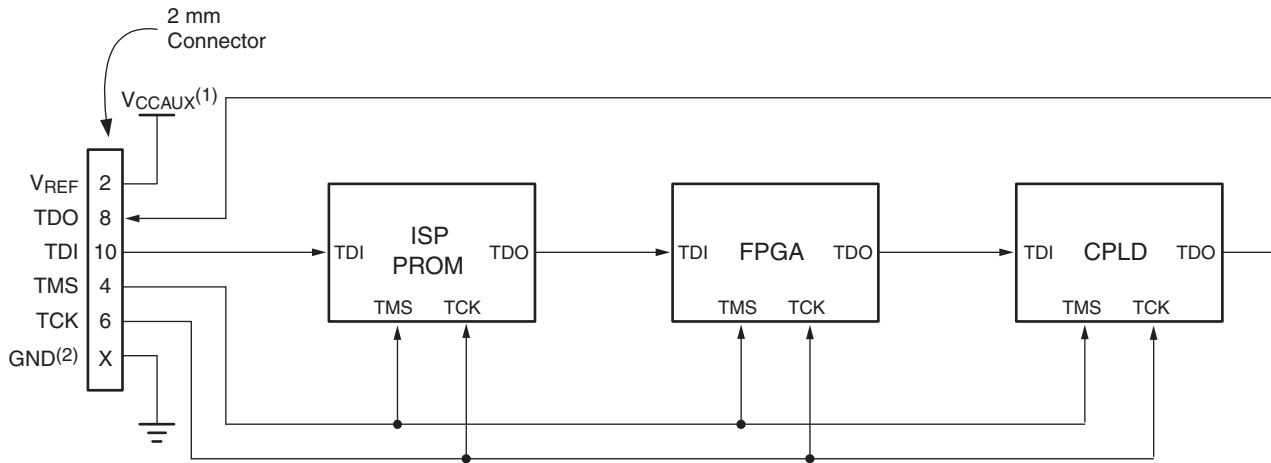 2 mm
Connector
VCCAUX(1)
VREF 2
TDO 8
TDI 10
TMS 4
TCK 6
GND(2) X
TDI ISP PROM TDO
TMS TCK
TDI FPGA TDO
TMS TCK
TDI CPLD TDO
TMS TCK